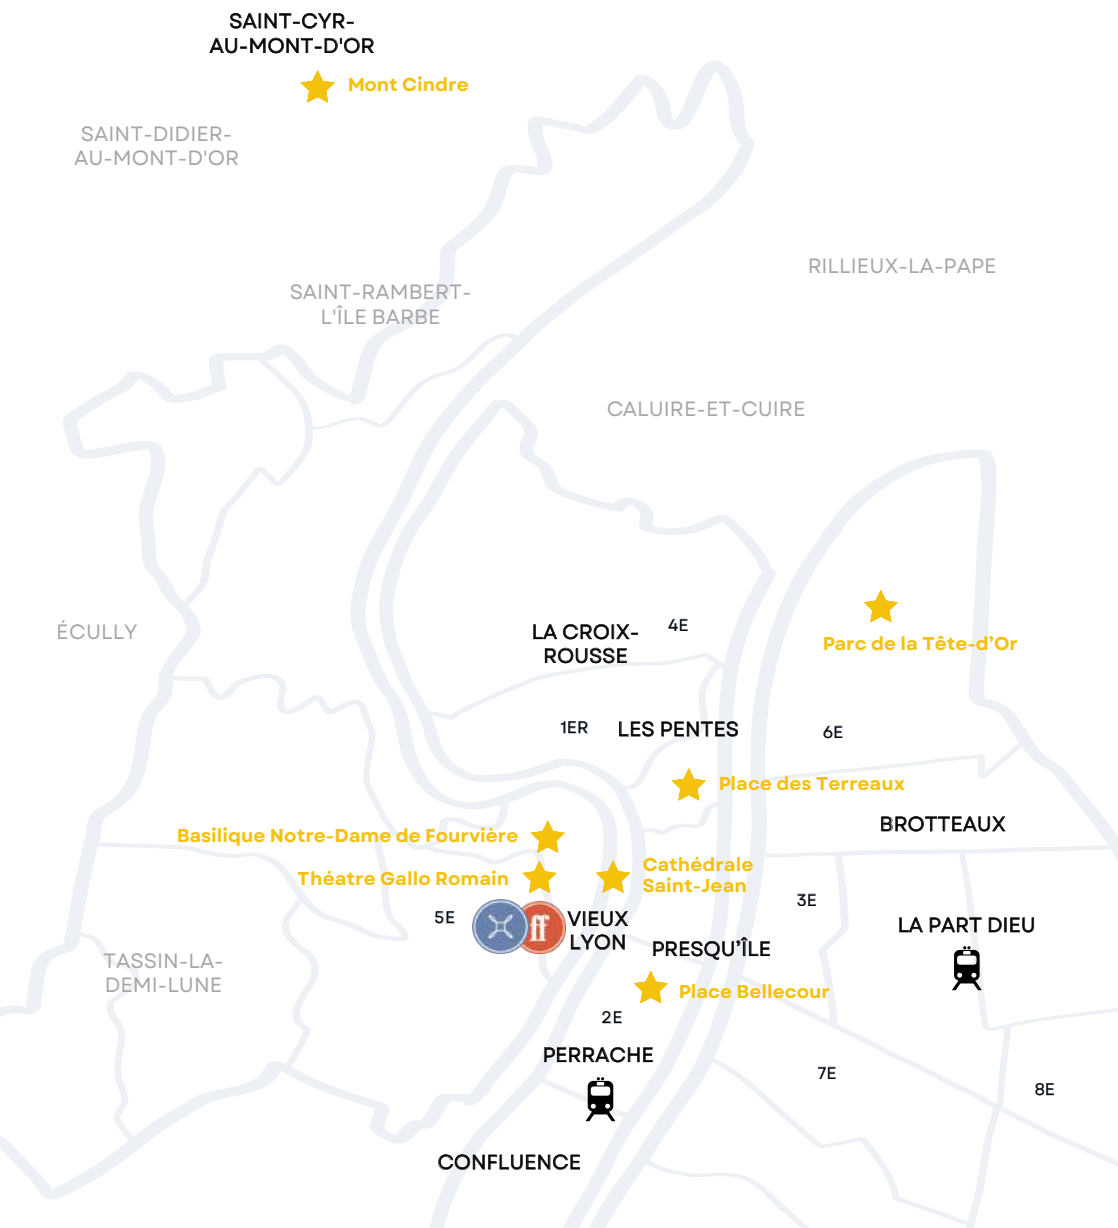 SAINT-CYR-
AU-MONT-D'OR
Mont Cindre
SAINT-DIDIER-
AU-MONT-D'OR
RILLIEUX-LA-PAPE
SAINT-RAMBERT-
L'ÎLE BARBE
CALUIRE-ET-CUIRE
ÉCULLY
LA CROIX-
ROUSSE
4E
Parc de la Tête-d’Or
1ER
LES PENTES
6E
Place des Terreaux
BROTTEAUX
Basilique Notre-Dame de Fourvière
Théatre Gallo Romain
Cathédrale
Saint-Jean
3E
5E
ff
VIEUX
LYON
LA PART DIEU
PRESQU’ÎLE
TASSIN-LA-
DEMI-LUNE
Place Bellecour
2E
PERRACHE
7E
8E
CONFLUENCE